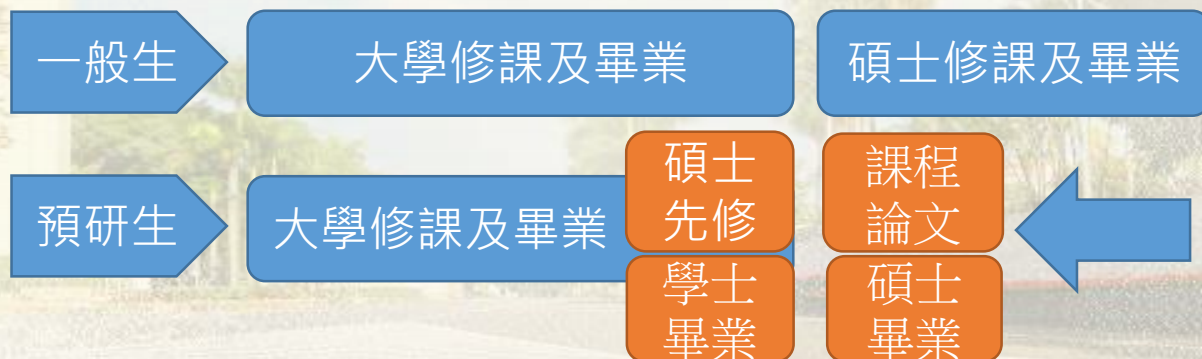 一般生
大學修課及畢業
碩士修課及畢業
預研生
大學修課及畢業
碩士
先修
課程
論文
學士
畢業
碩士
畢業